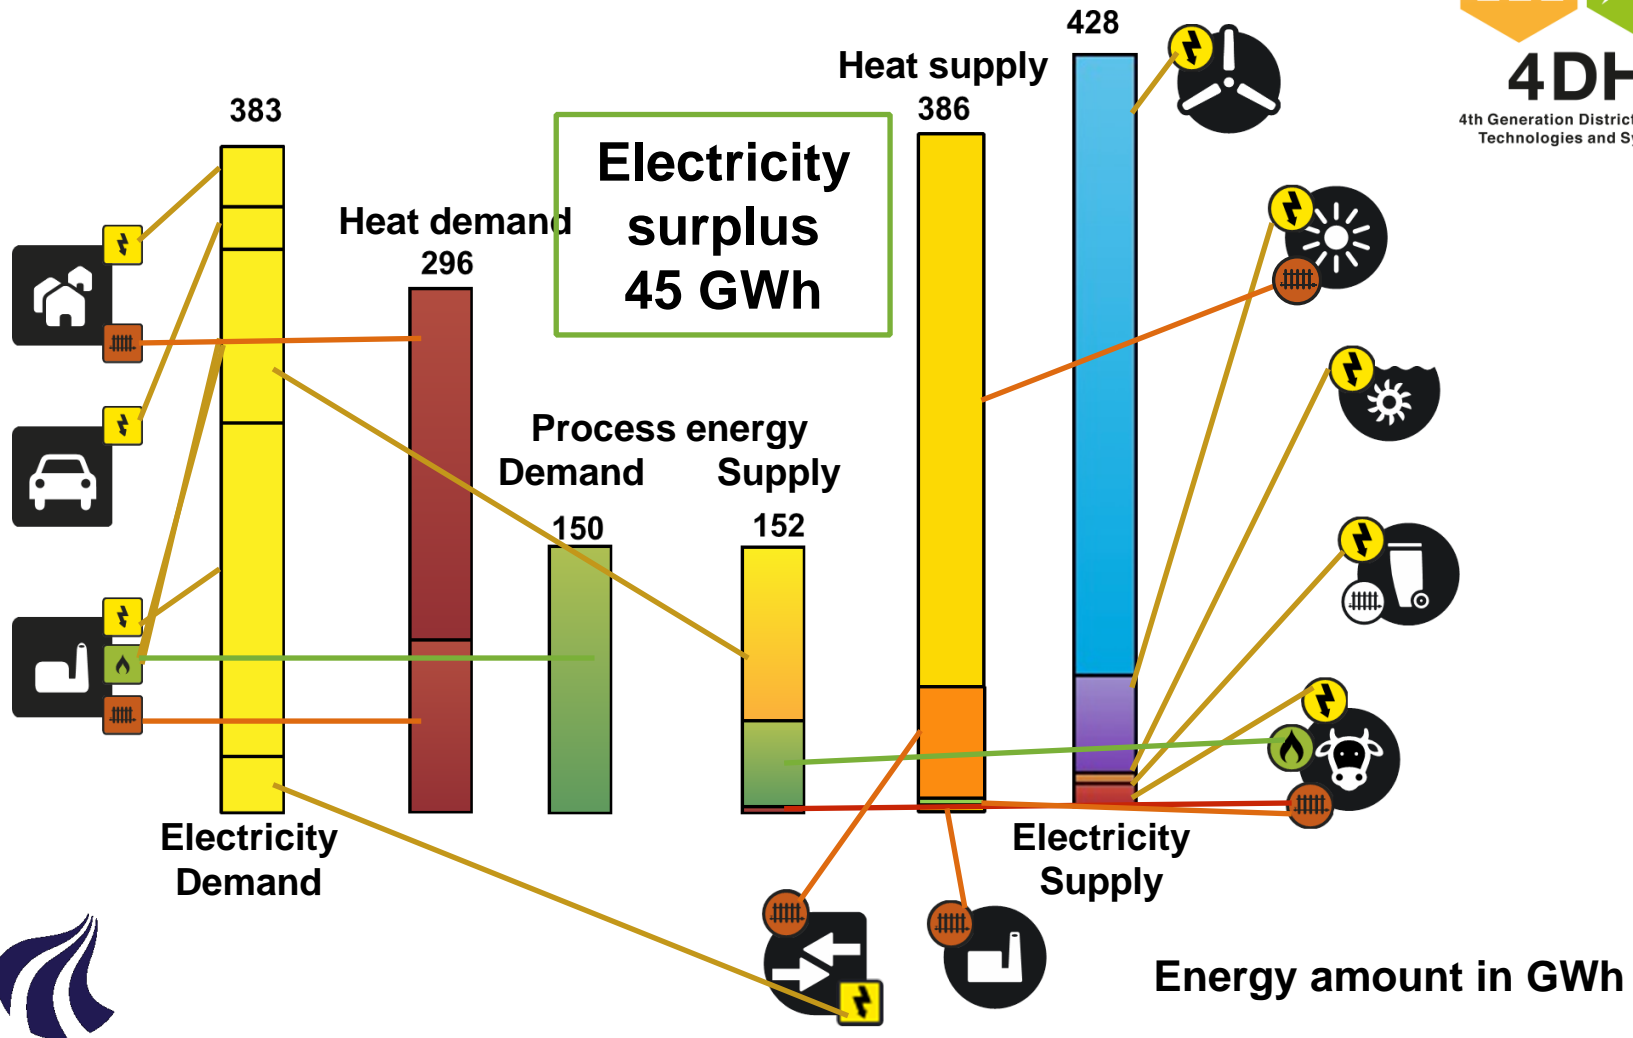 428
Heat supply
386
383
Electricity
surplus
45 GWh
Heat demand
296
4DH
4th Generation District
Technologies and Sy
Process energy
Demand
Supply
150
152
Electricity
Demand
Electricity
Supply
Energy amount in GWh